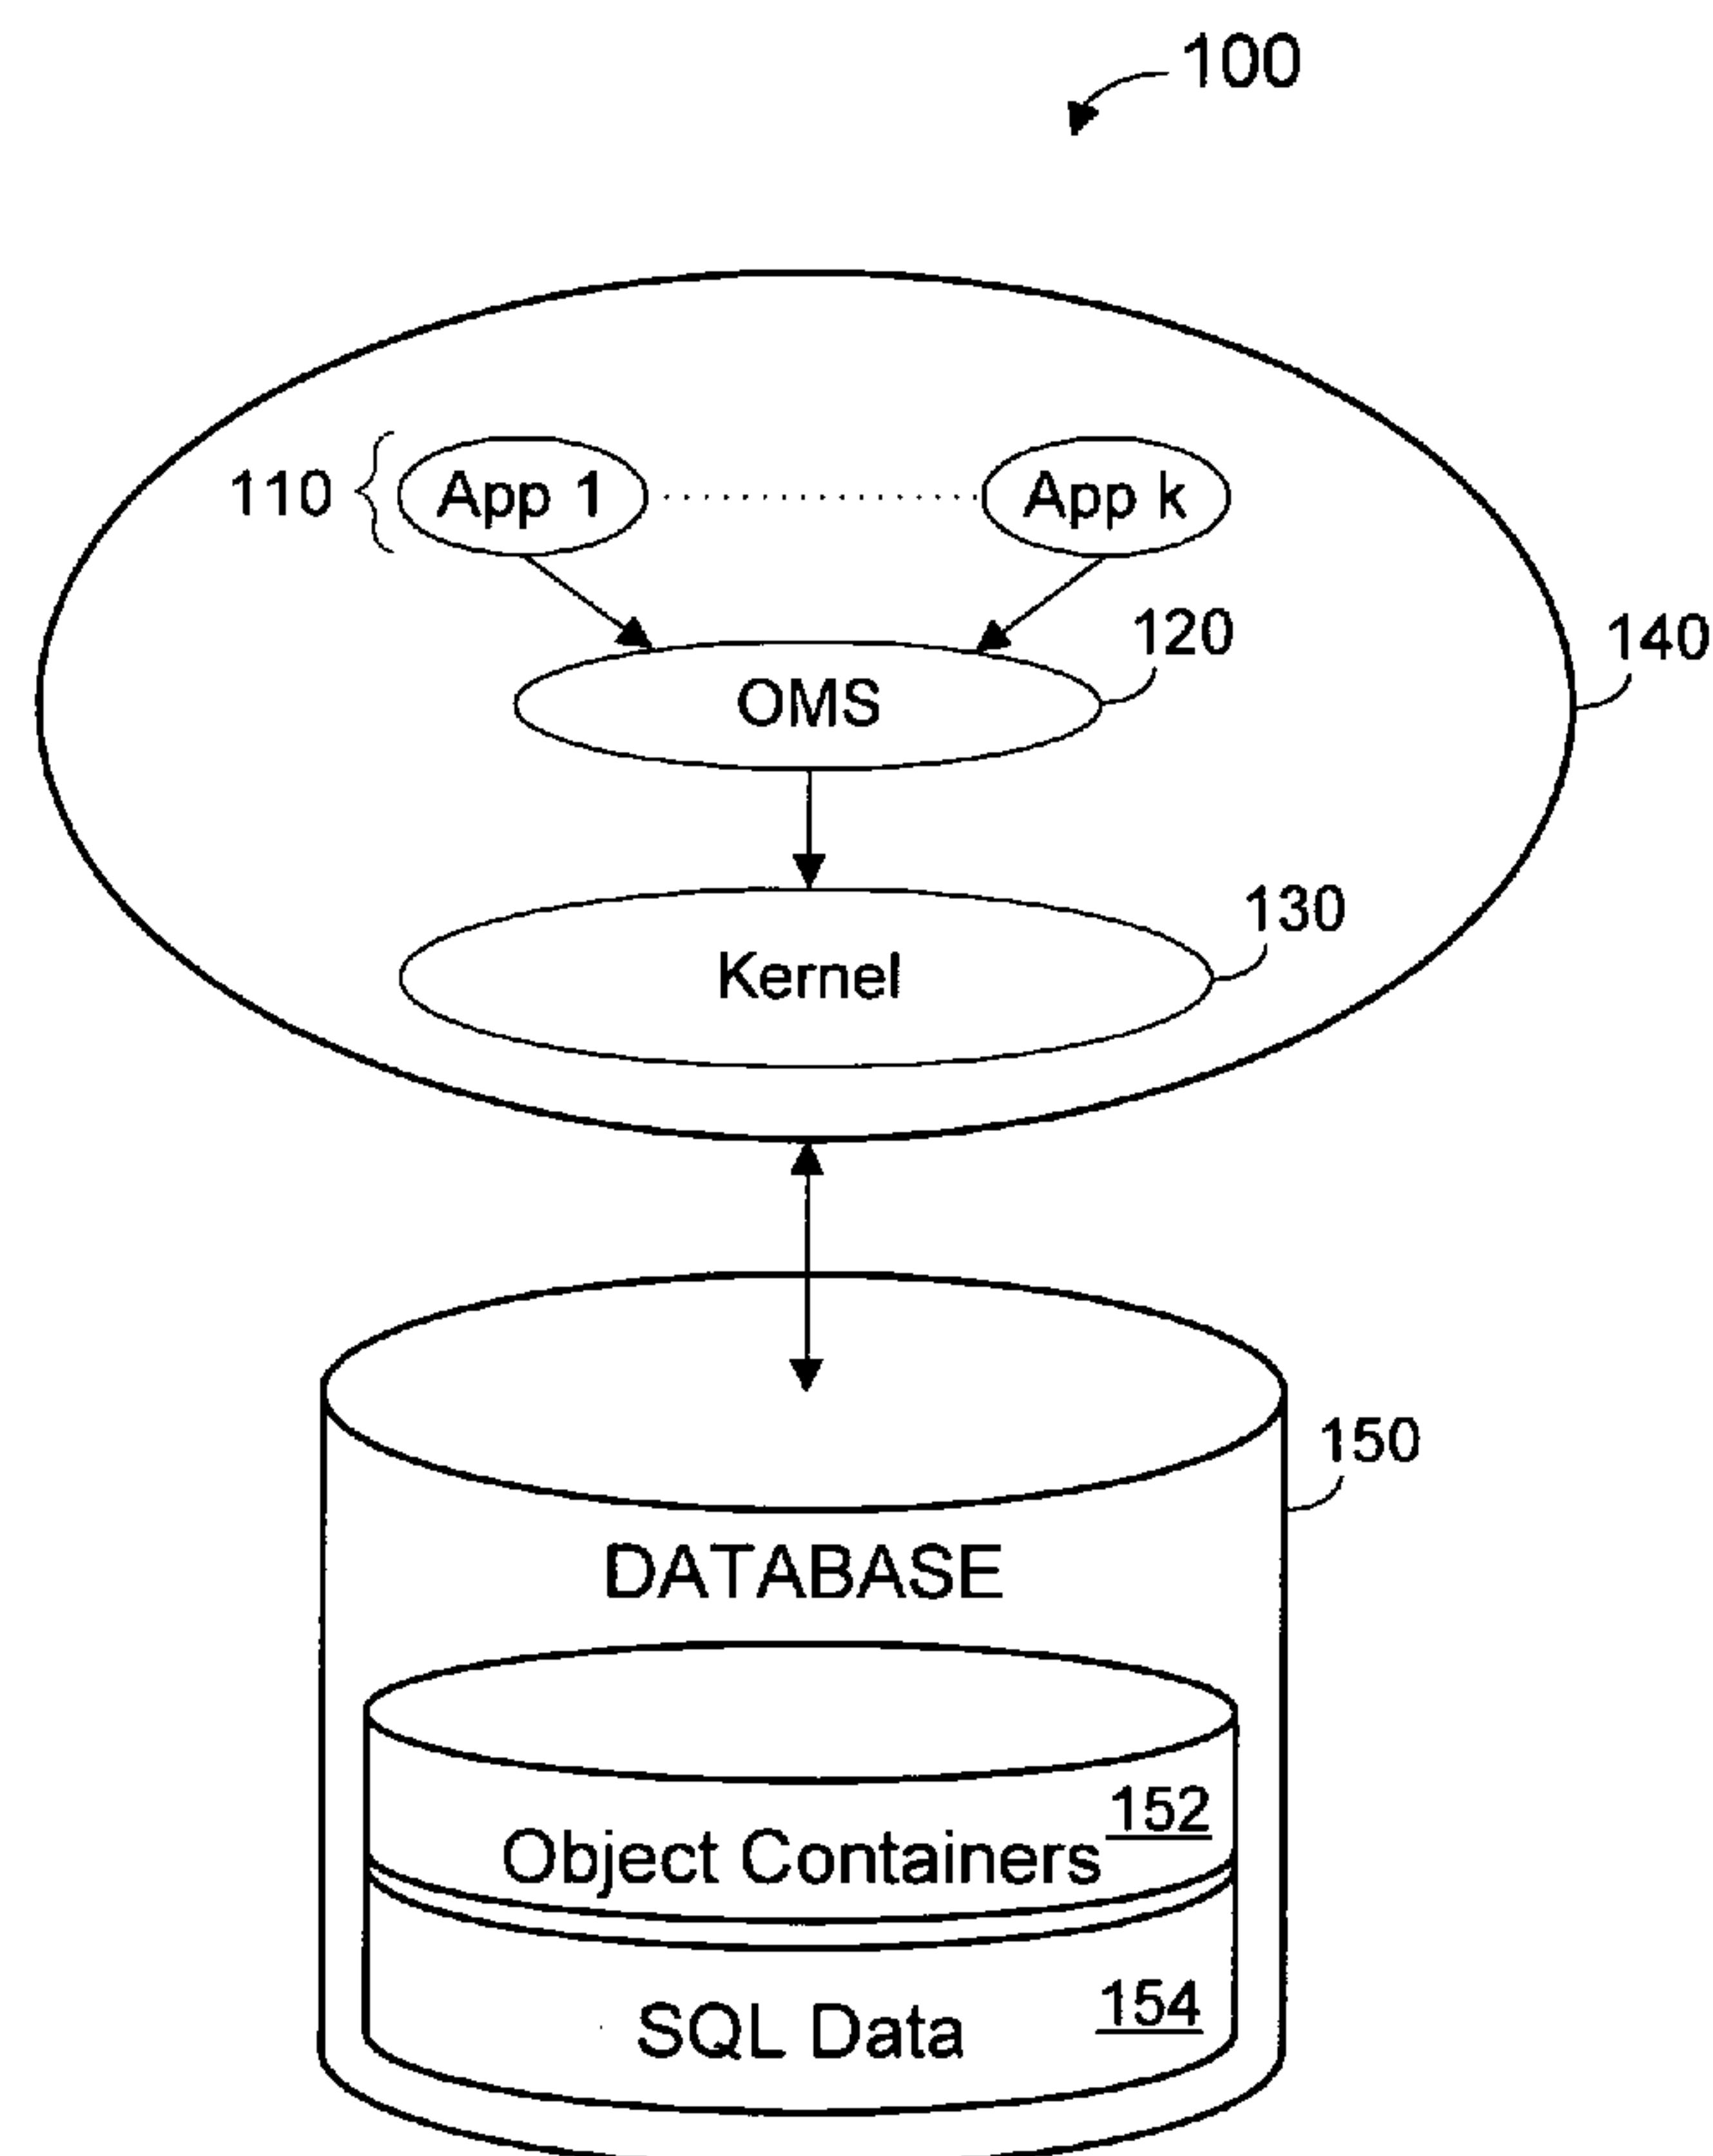 100
110
App 1
App k
120
140
OMS
130
Kernel
150
DATABASE
152
Object Containers
154
SQL Data